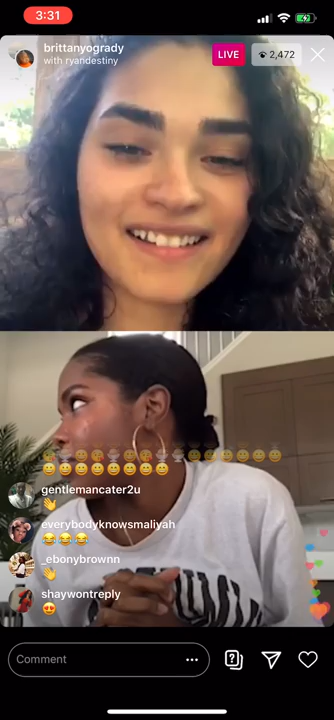 3:31
brittanyogrady
with ryandestiny
LIVE
2,472
gentlemancater2u
everybodyknowsmaliyah
_ebonybrownn
shaywontreply
Comment